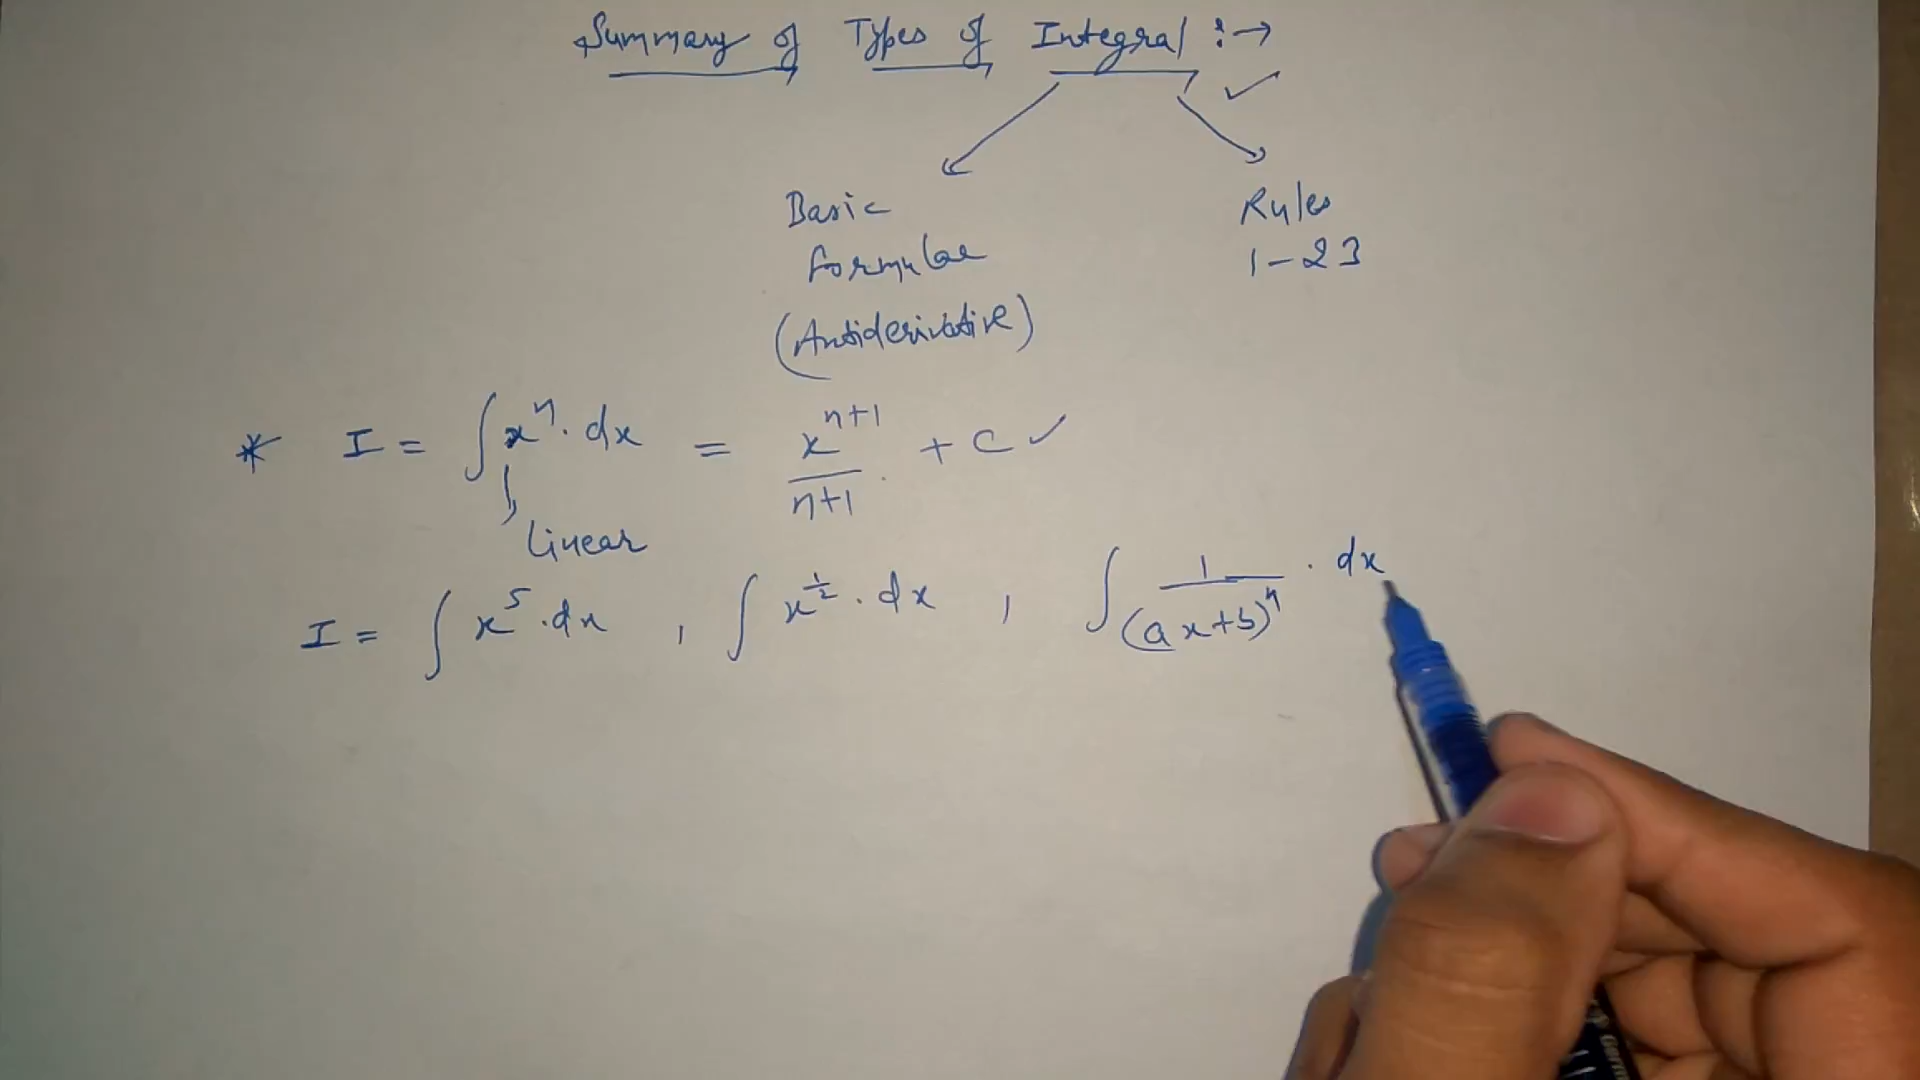 Summary of Types of Integral :→
Basic
formulae
(Antiderivative)
Rules
1-23
* I = ∫ xⁿ · dx = xⁿ⁺¹/n+1 + C ✓
Linear
I = ∫ x⁵ · dx , ∫ x^½ · dx , ∫ 1/(ax+b)ⁿ · dx